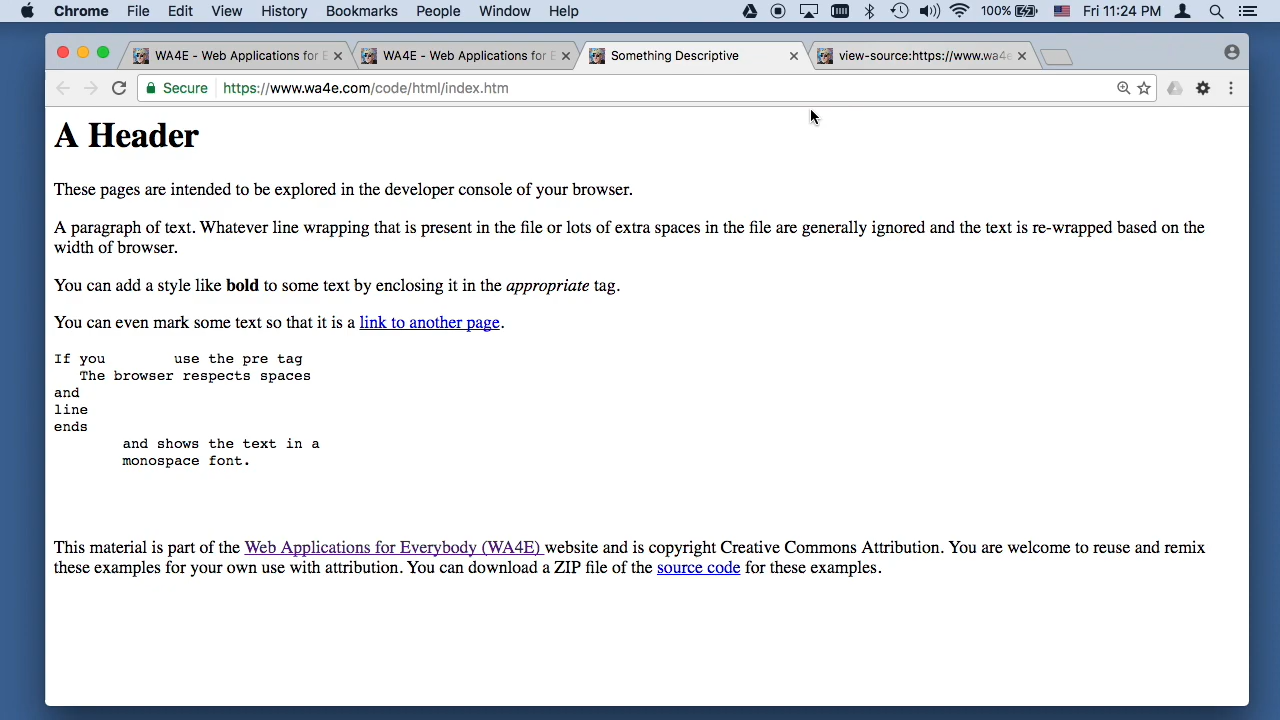 Chrome File Edit View History Bookmarks People Window Help 100% Fri 11:24 PM
WA4E - Web Applications for E WA4E - Web Applications for E Something Descriptive view-source:https://www.wa4e
Secure https://www.wa4e.com/code/html/index.htm
A Header
These pages are intended to be explored in the developer console of your browser.
A paragraph of text. Whatever line wrapping that is present in the file or lots of extra spaces in the file are generally ignored and the text is re-wrapped based on the
width of browser.
You can add a style like bold to some text by enclosing it in the appropriate tag.
You can even mark some text so that it is a link to another page.
If you        use the pre tag
   The browser respects spaces
and
line
ends
        and shows the text in a
        monospace font.
This material is part of the Web Applications for Everybody (WA4E) website and is copyright Creative Commons Attribution. You are welcome to reuse and remix
these examples for your own use with attribution. You can download a ZIP file of the source code for these examples.